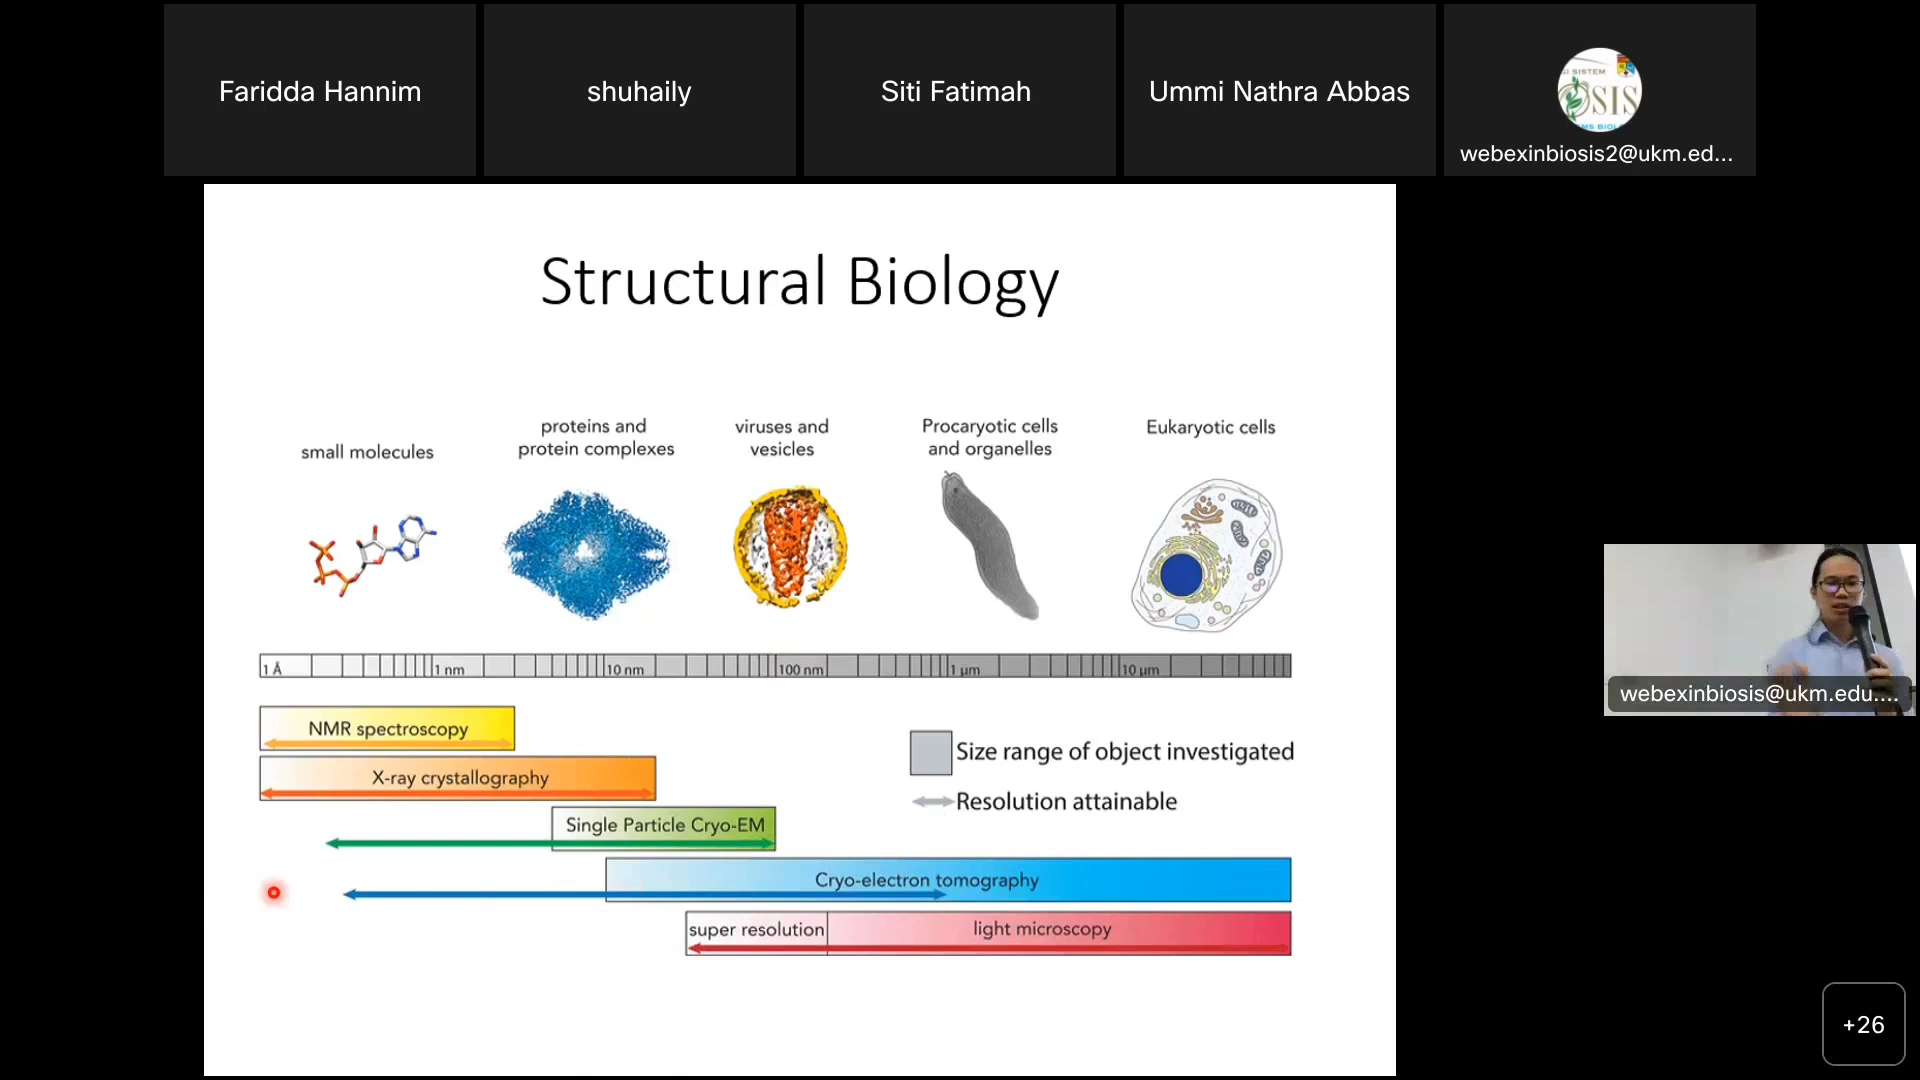 Faridda Hannim
shuhaily
Siti Fatimah
Ummi Nathra Abbas
SISTEM
SIS
webexinbiosis2@ukm.ed...
Structural Biology
small molecules
proteins and
protein complexes
viruses and
vesicles
Procaryotic cells
and organelles
Eukaryotic cells
1 Å
1 nm
10 nm
100 nm
1 µm
10 µm
NMR spectroscopy
X-ray crystallography
Single Particle Cryo-EM
Cryo-electron tomography
super resolution
light microscopy
Size range of object investigated
Resolution attainable
webexinbiosis@ukm.edu....
+26